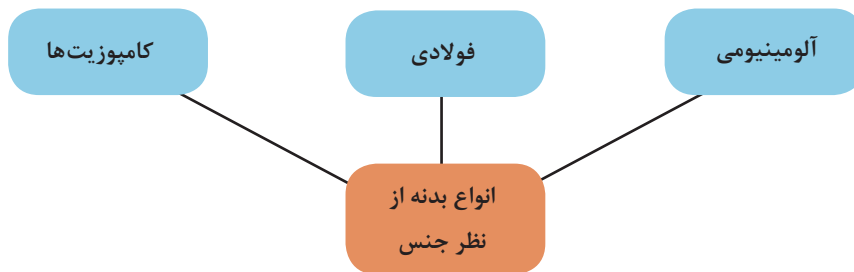 آلومینیومی
فولادی
کامپوزیت‌ها
انواع بدنه از
نظر جنس